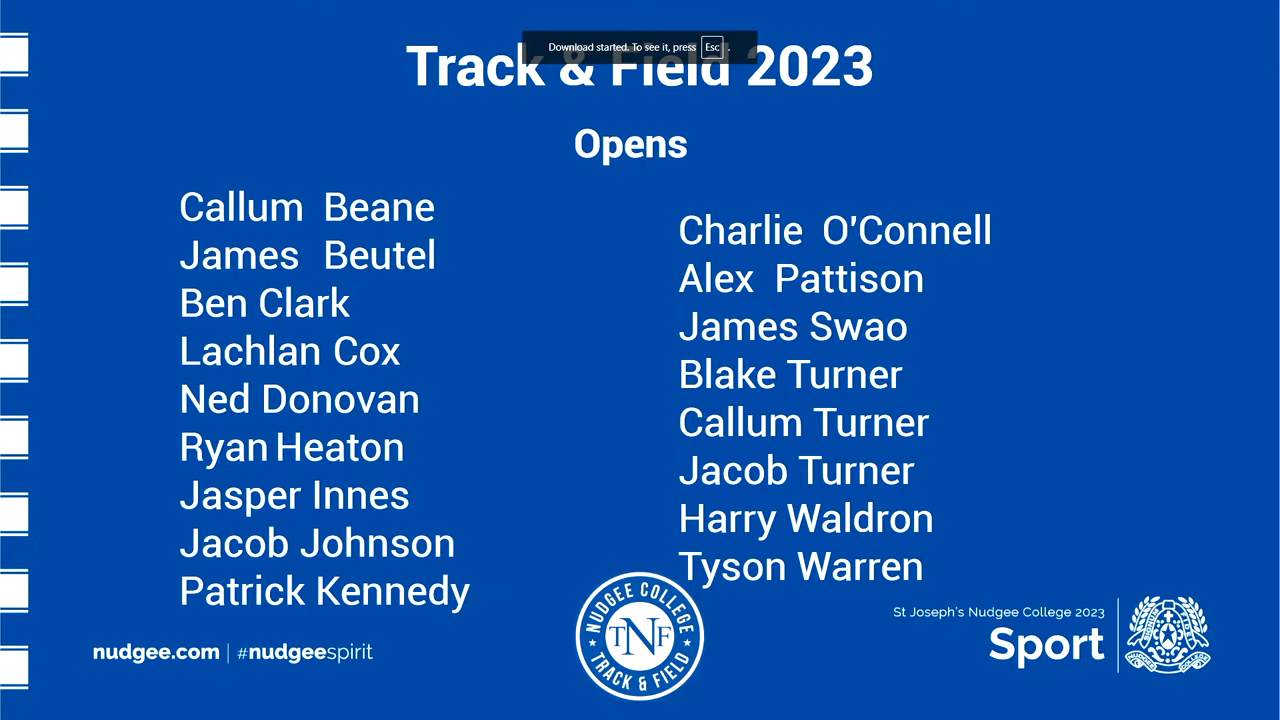 Download started. To see it, press Esc .
Track & Field 2023
Opens
Callum Beane
James Beutel
Ben Clark
Lachlan Cox
Ned Donovan
Ryan Heaton
Jasper Innes
Jacob Johnson
Patrick Kennedy
Charlie O'Connell
Alex Pattison
James Swao
Blake Turner
Callum Turner
Jacob Turner
Harry Waldron
Tyson Warren
nudgee.com | #nudgeespirit
NUDGEE COLLEGE
TNF
TRACK & FIELD
St Joseph's Nudgee College 2023
Sport